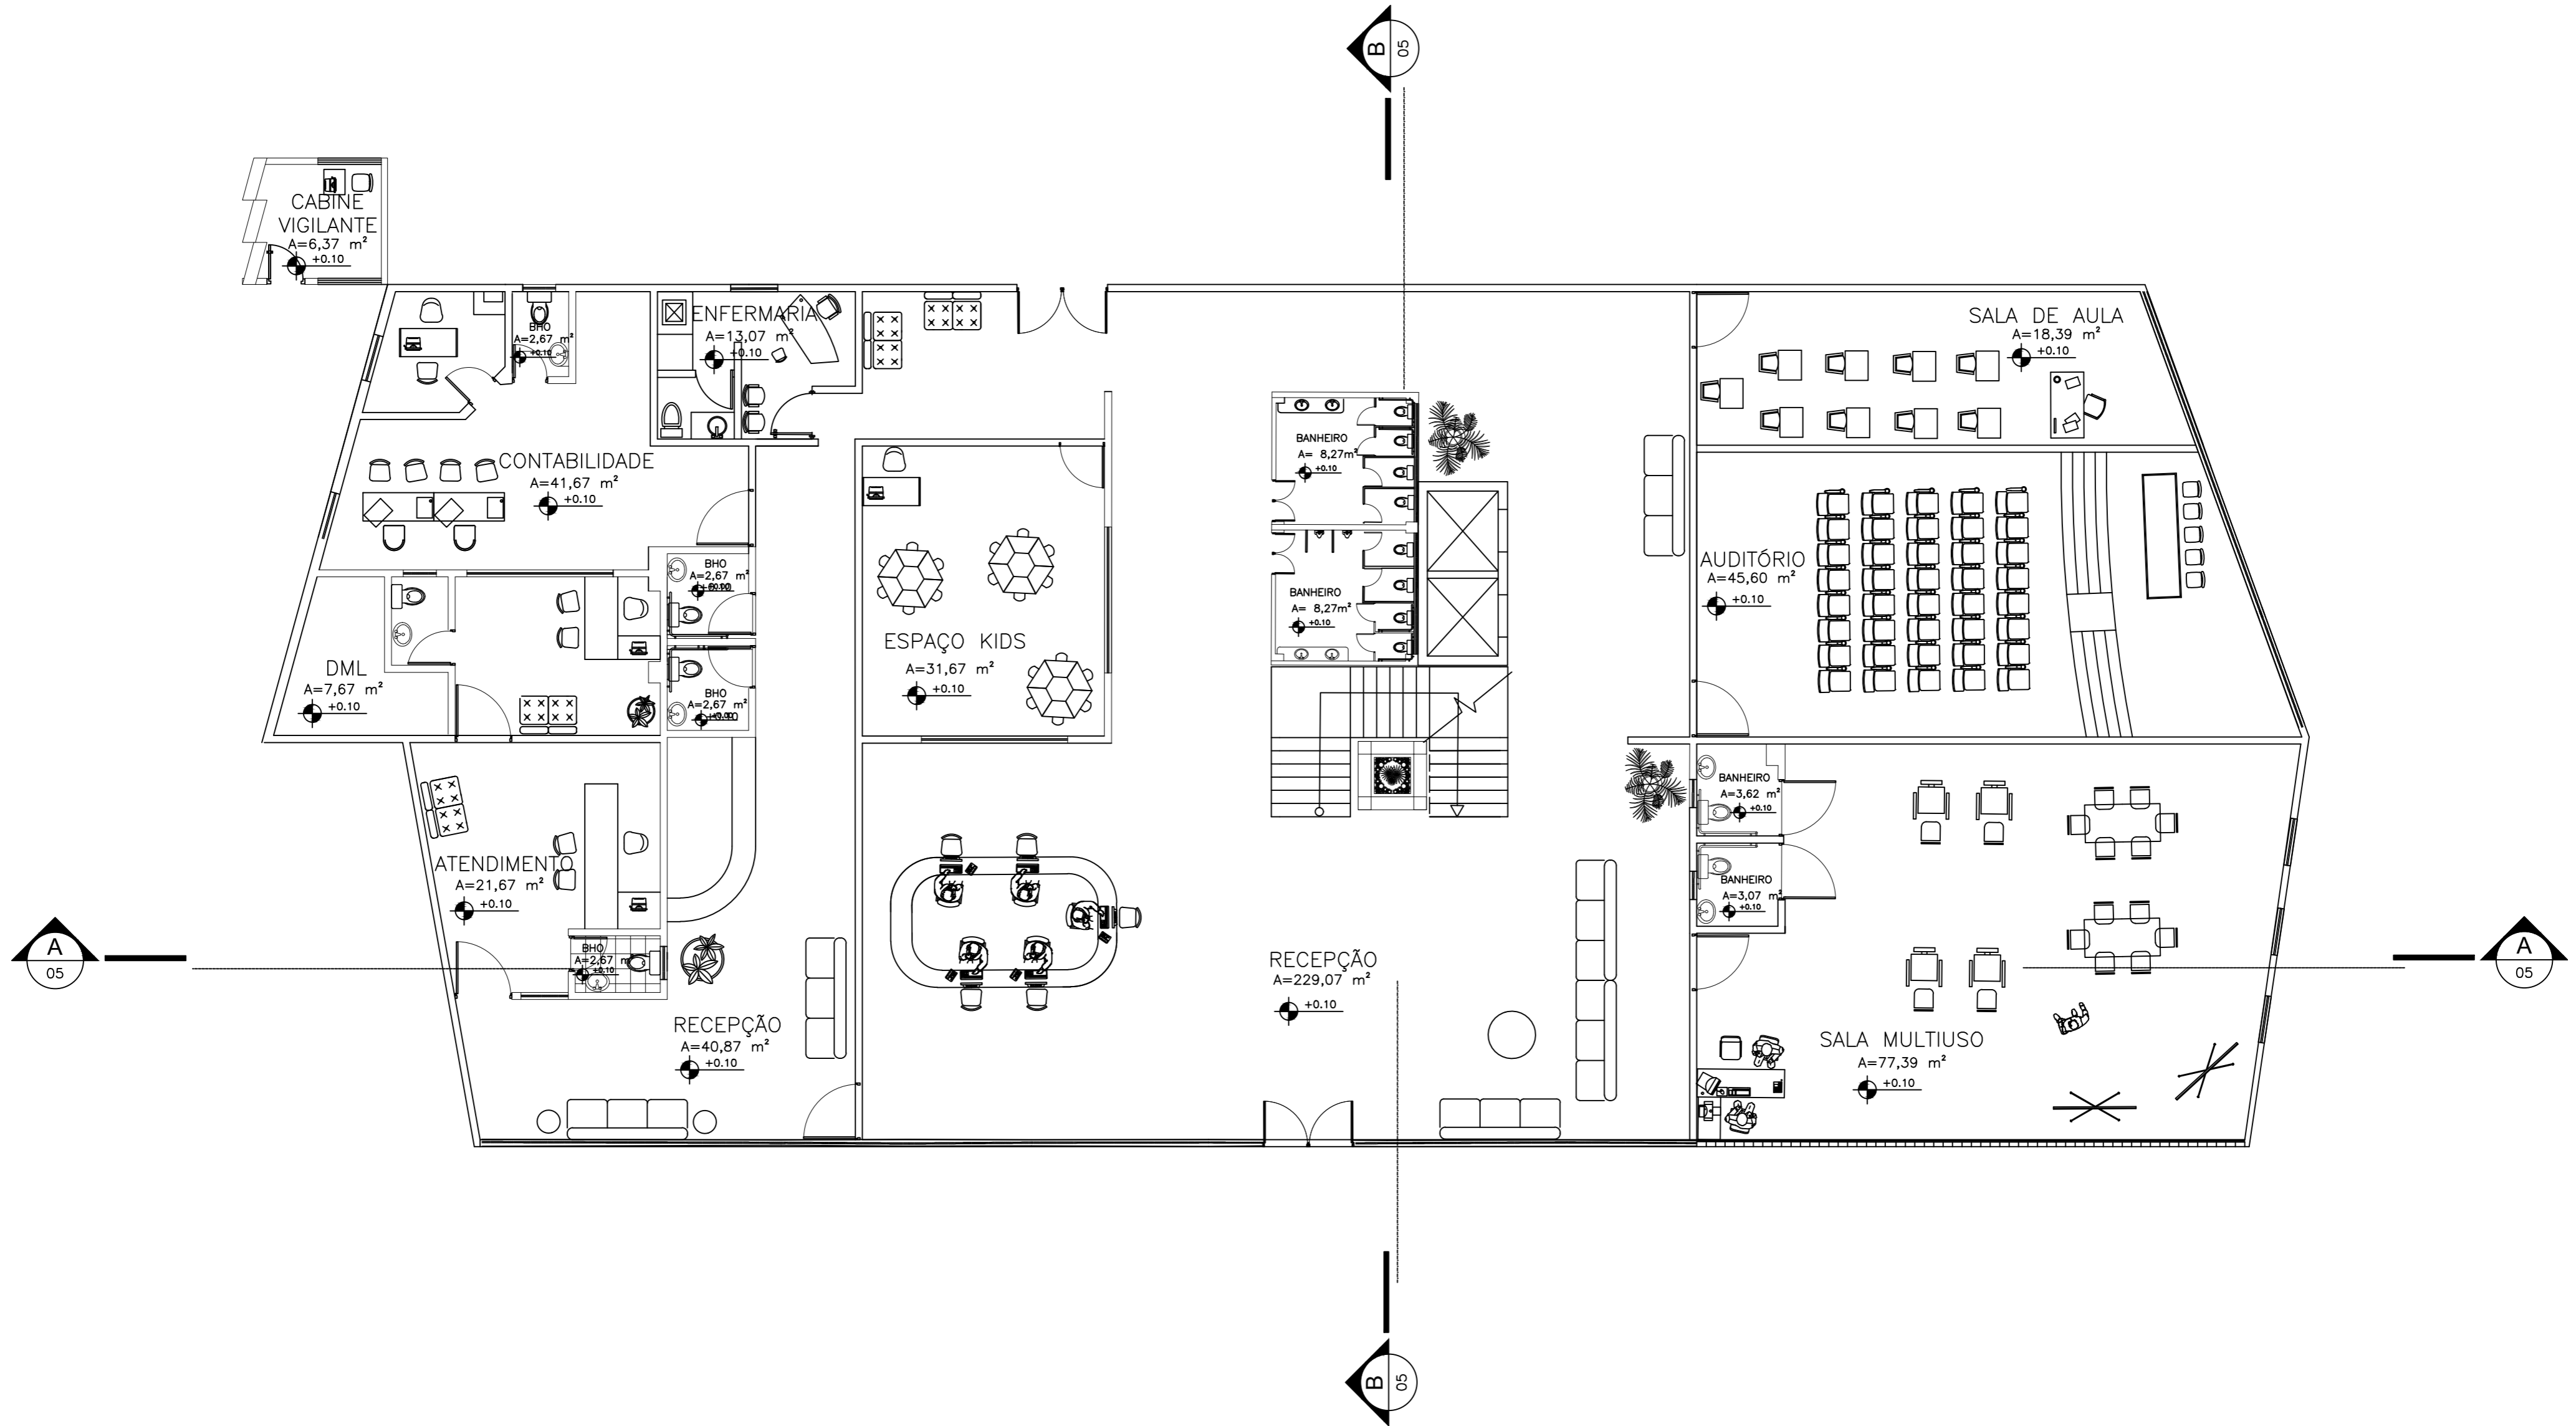 B
05
CABINE
VIGILANTE
A=6,37 m²
+0.10
BHO
A=2,67 m²
+0.10
ENFERMARIA
A=13,07 m²
+0.10
SALA DE AULA
A=18,39 m²
+0.10
CONTABILIDADE
A=41,67 m²
+0.10
BANHEIRO
A= 8,27m²
+0.10
BHO
A=2,67 m²
AUDITÓRIO
A=45,60 m²
+0.10
BANHEIRO
A= 8,27m²
+0.10
ESPAÇO KIDS
A=31,67 m²
+0.10
DML
A=7,67 m²
+0.10
BHO
A=2,67 m²
BANHEIRO
A=3,62 m²
+0.10
ATENDIMENTO
A=21,67 m²
+0.10
BANHEIRO
A=3,07 m²
+0.10
A
05
BHO
A=2,67 m
+0.10
RECEPÇÃO
A=229,07 m²
+0.10
A
05
RECEPÇÃO
A=40,87 m²
+0.10
SALA MULTIUSO
A=77,39 m²
+0.10
B
05